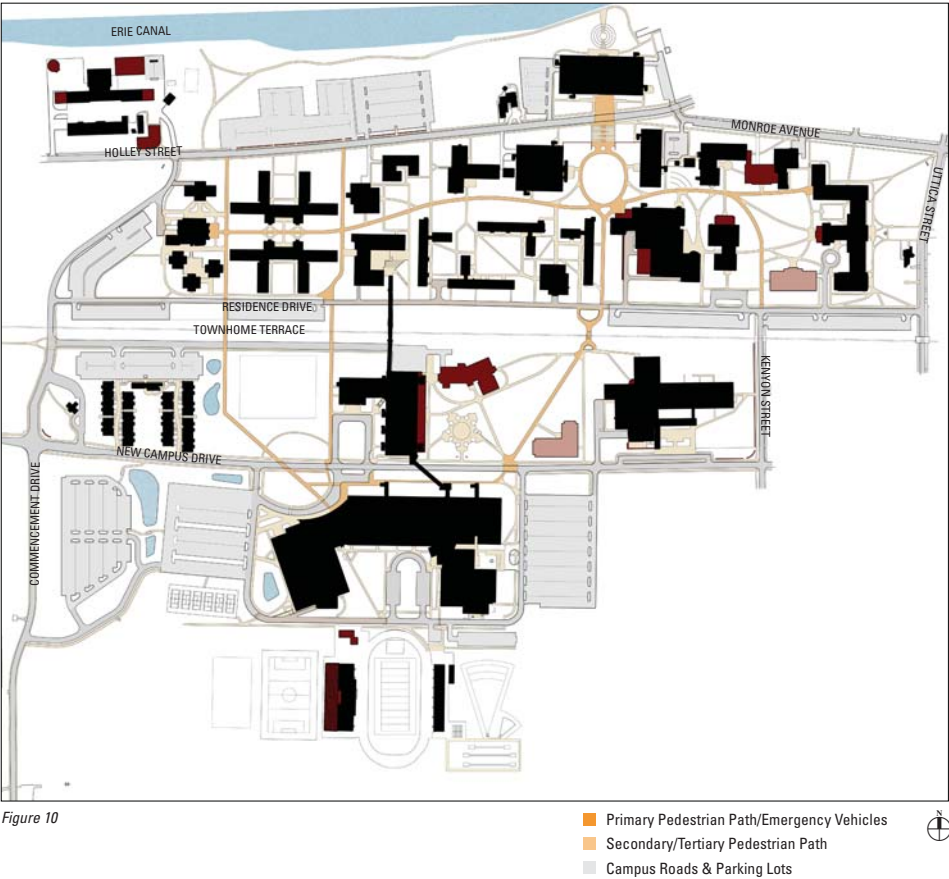 ERIE CANAL
MONROE AVENUE
HOLLEY STREET
UTTICA STREET
RESIDENCE DRIVE
TOWNHOME TERRACE
KENYON STREET
NEW CAMPUS DRIVE
COMMENCEMENT DRIVE
Figure 10
Primary Pedestrian Path/Emergency Vehicles
N
Secondary/Tertiary Pedestrian Path
Campus Roads & Parking Lots